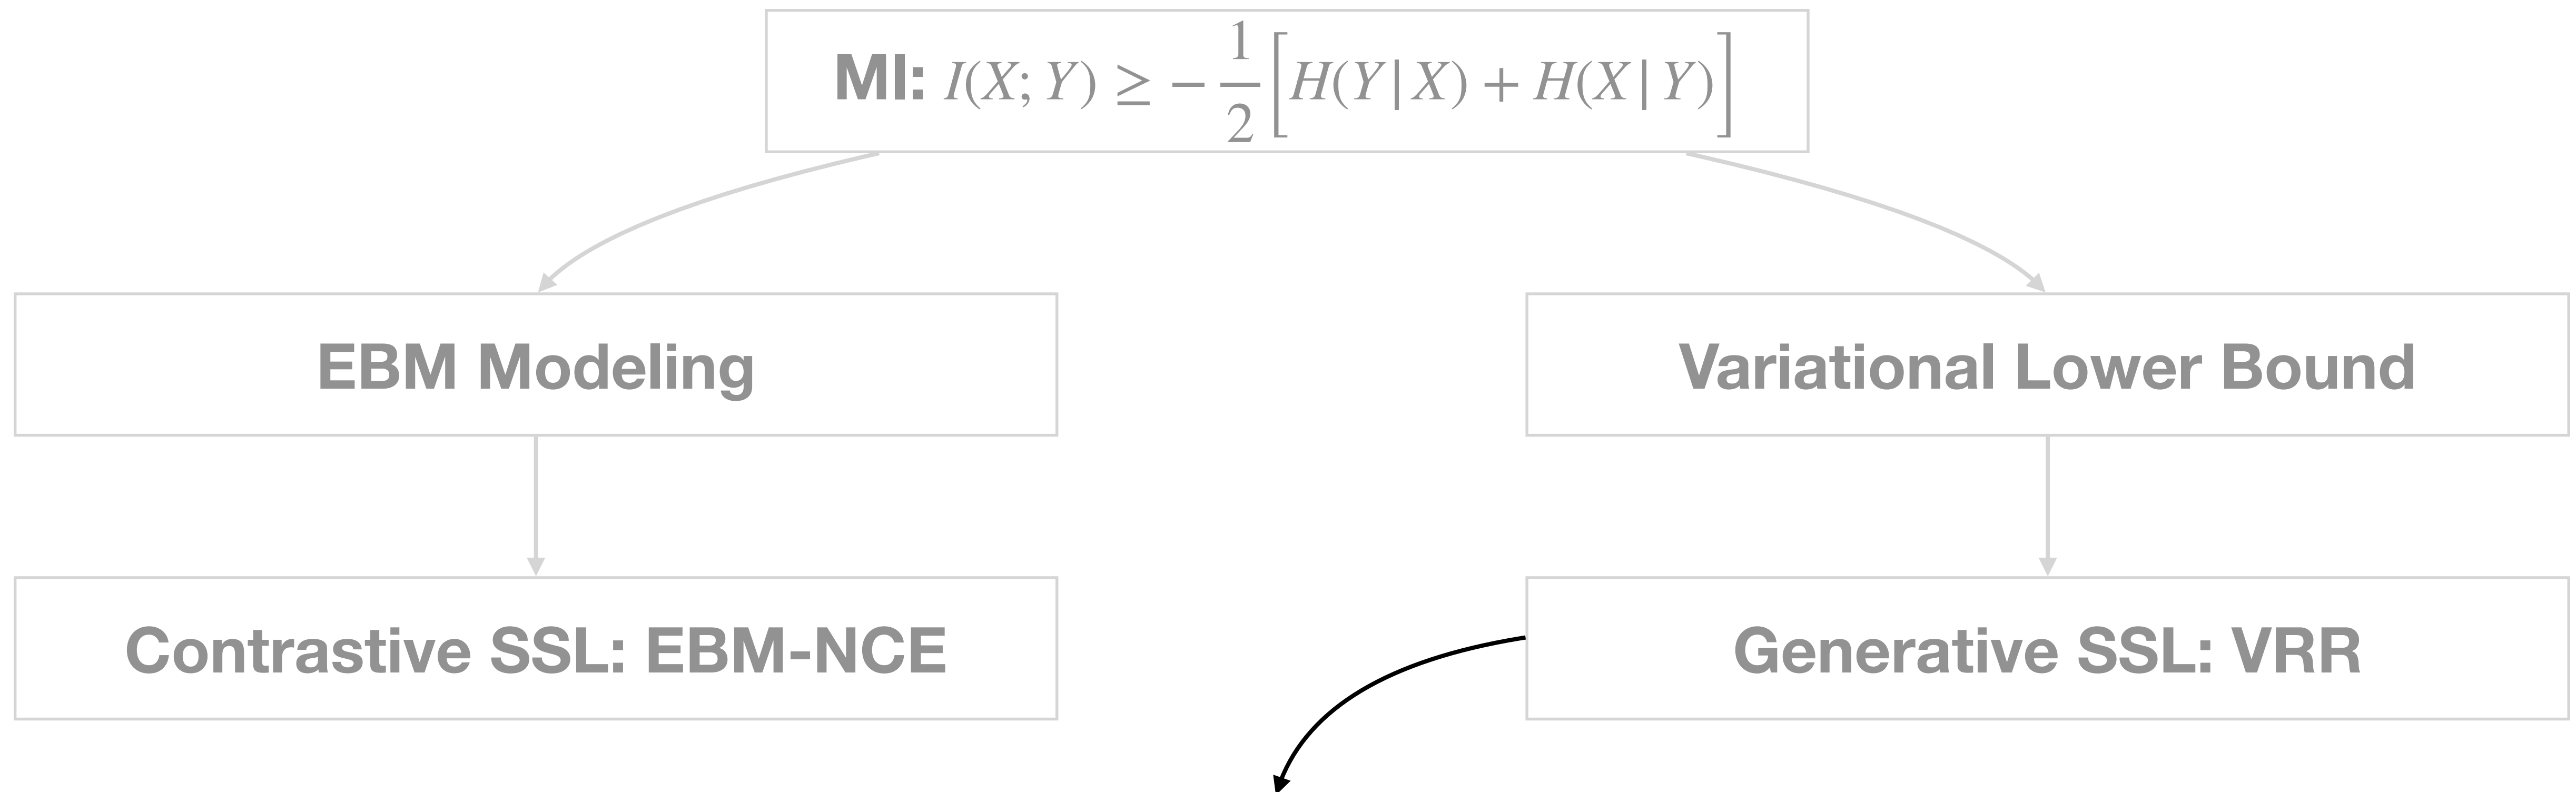 MI: I(X; Y) ≥ − 1/2 [H(Y|X) + H(X|Y)]
EBM Modeling
Variational Lower Bound
Contrastive SSL: EBM-NCE
Generative SSL: VRR